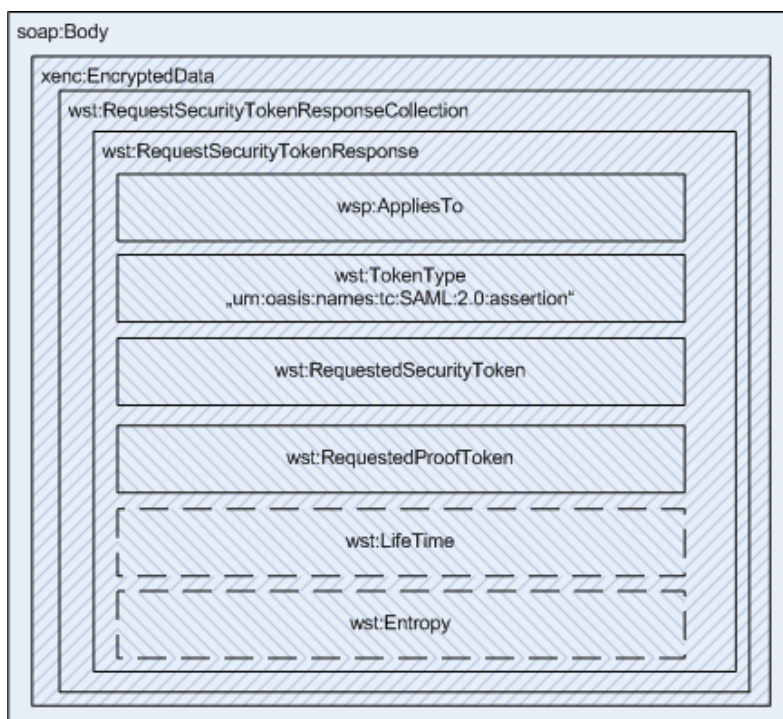 soap:Body
xenc:EncryptedData
wst:RequestSecurityTokenResponseCollection
wst:RequestSecurityTokenResponse
wsp:AppliesTo
wst:TokenType
„urn:oasis:names:tc:SAML:2.0:assertion“
wst:RequestedSecurityToken
wst:RequestedProofToken
wst:LifeTime
wst:Entropy